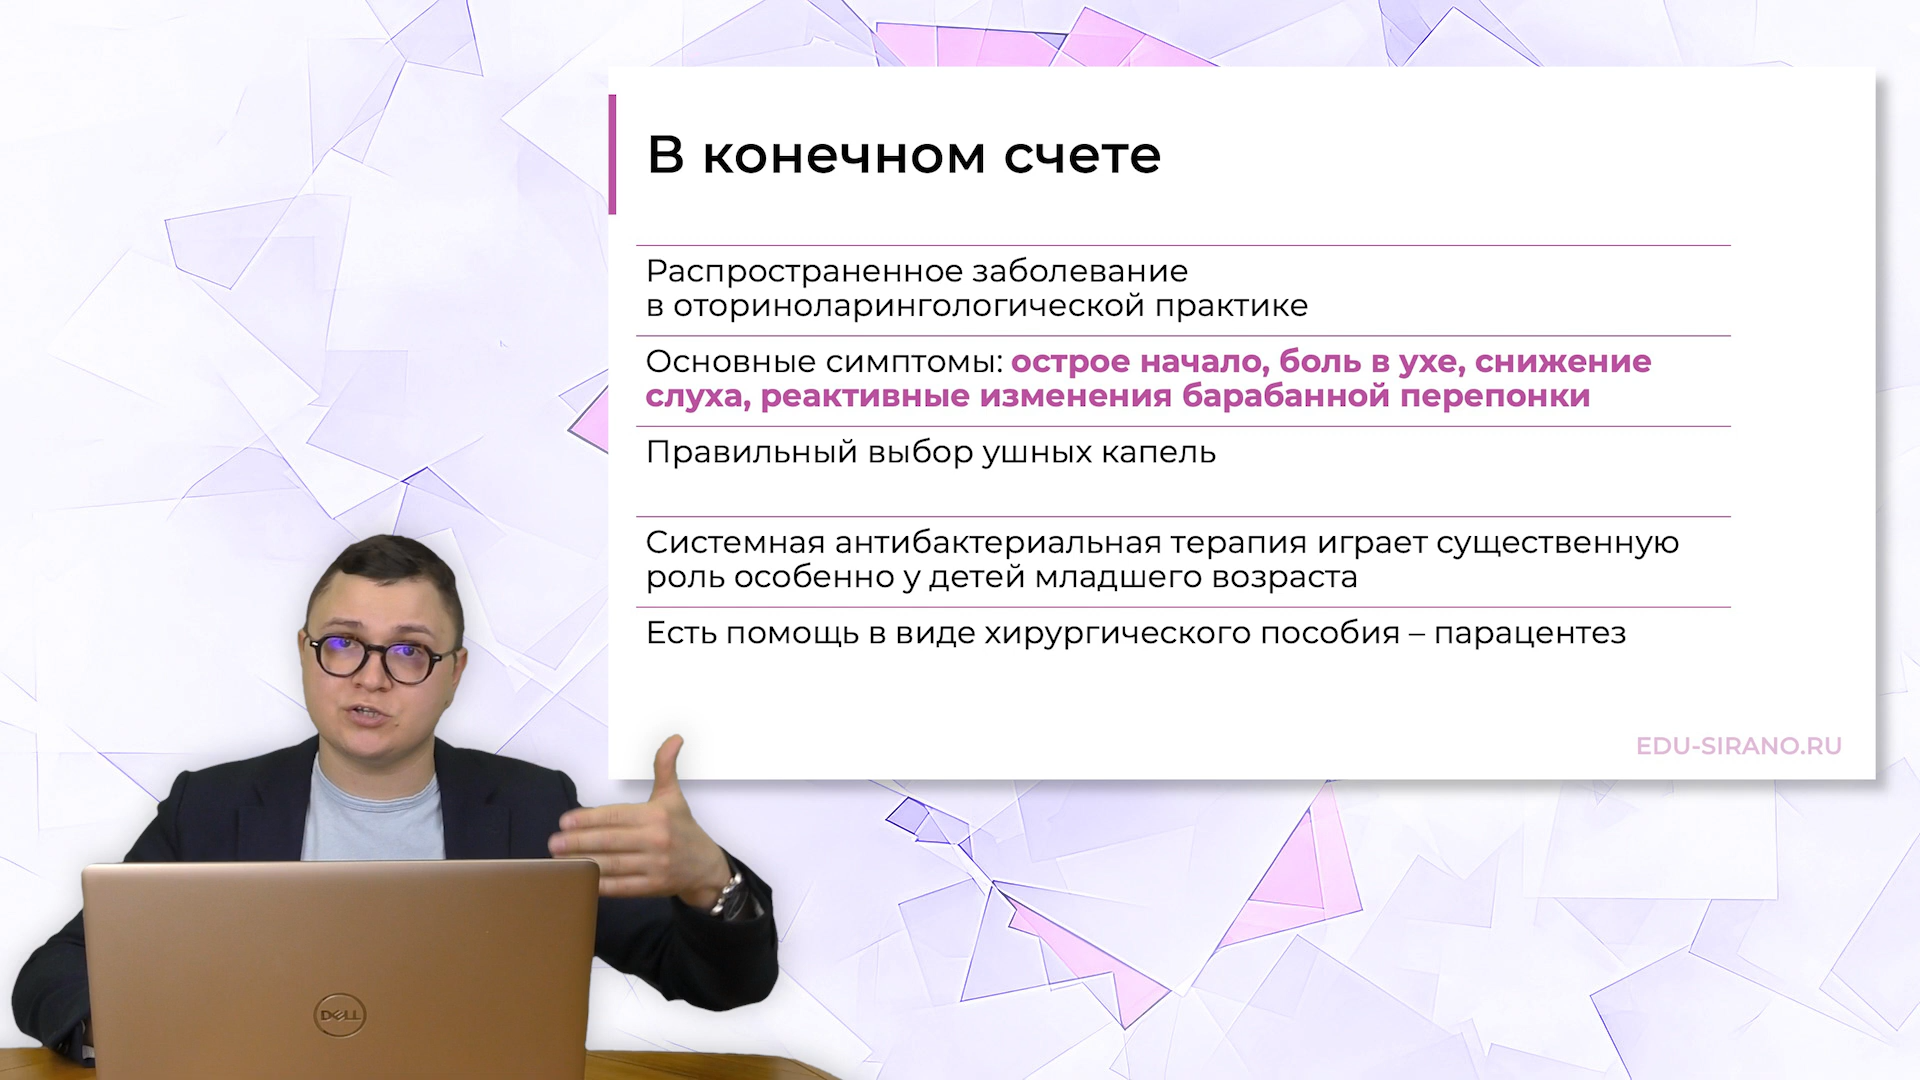 В конечном счете
Распространенное заболевание
в оториноларингологической практике
Основные симптомы: острое начало, боль в ухе, снижение
слуха, реактивные изменения барабанной перепонки
Правильный выбор ушных капель
Системная антибактериальная терапия играет существенную
роль особенно у детей младшего возраста
Есть помощь в виде хирургического пособия – парацентез
EDU-SIRANO.RU
DELL